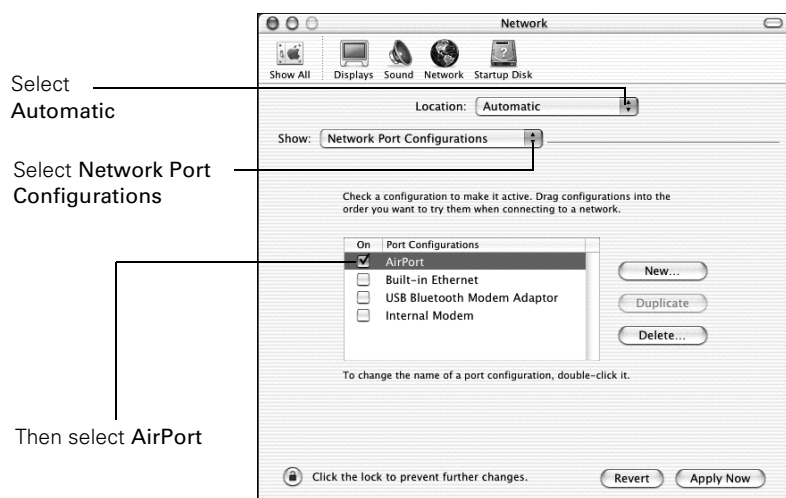 Network
Show All
Displays
Sound
Network
Startup Disk
Select
Automatic
Location: Automatic
Show: Network Port Configurations
Select Network Port
Configurations
Check a configuration to make it active. Drag configurations into the
order you want to try them when connecting to a network.
On Port Configurations
AirPort
Built-in Ethernet
USB Bluetooth Modem Adaptor
Internal Modem
New...
Duplicate
Delete...
To change the name of a port configuration, double-click it.
Then select AirPort
Click the lock to prevent further changes.
Revert
Apply Now